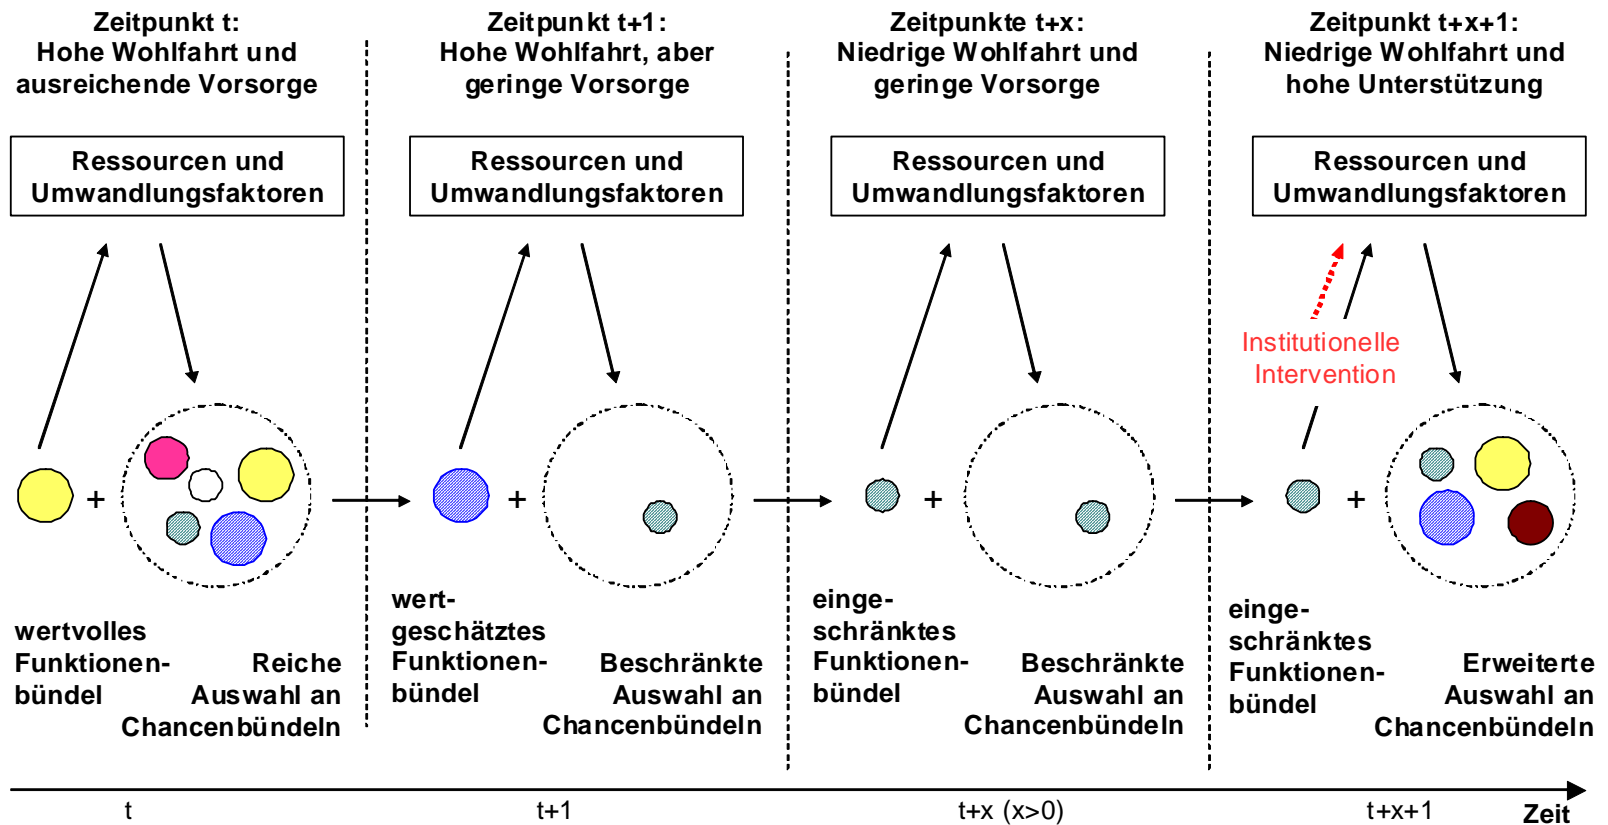 Zeitpunkt t:
Hohe Wohlfahrt und
ausreichende Vorsorge
Ressourcen und
Umwandlungsfaktoren
+
wertvolles
Funktionen-
bündel
Reiche
Auswahl an
Chancenbündeln
Zeitpunkt t+1:
Hohe Wohlfahrt, aber
geringe Vorsorge
Ressourcen und
Umwandlungsfaktoren
+
wert-
geschätztes
Funktionen-
bündel
Beschränkte
Auswahl an
Chancenbündeln
Zeitpunkte t+x:
Niedrige Wohlfahrt und
geringe Vorsorge
Ressourcen und
Umwandlungsfaktoren
+
einge-
schränktes
Funktionen-
bündel
Beschränkte
Auswahl an
Chancenbündeln
Zeitpunkt t+x+1:
Niedrige Wohlfahrt und
hohe Unterstützung
Ressourcen und
Umwandlungsfaktoren
Institutionelle
Intervention
+
einge-
schränktes
Funktionen-
bündel
Erweiterte
Auswahl an
Chancenbündeln
t
t+1
t+x (x>0)
t+x+1
Zeit